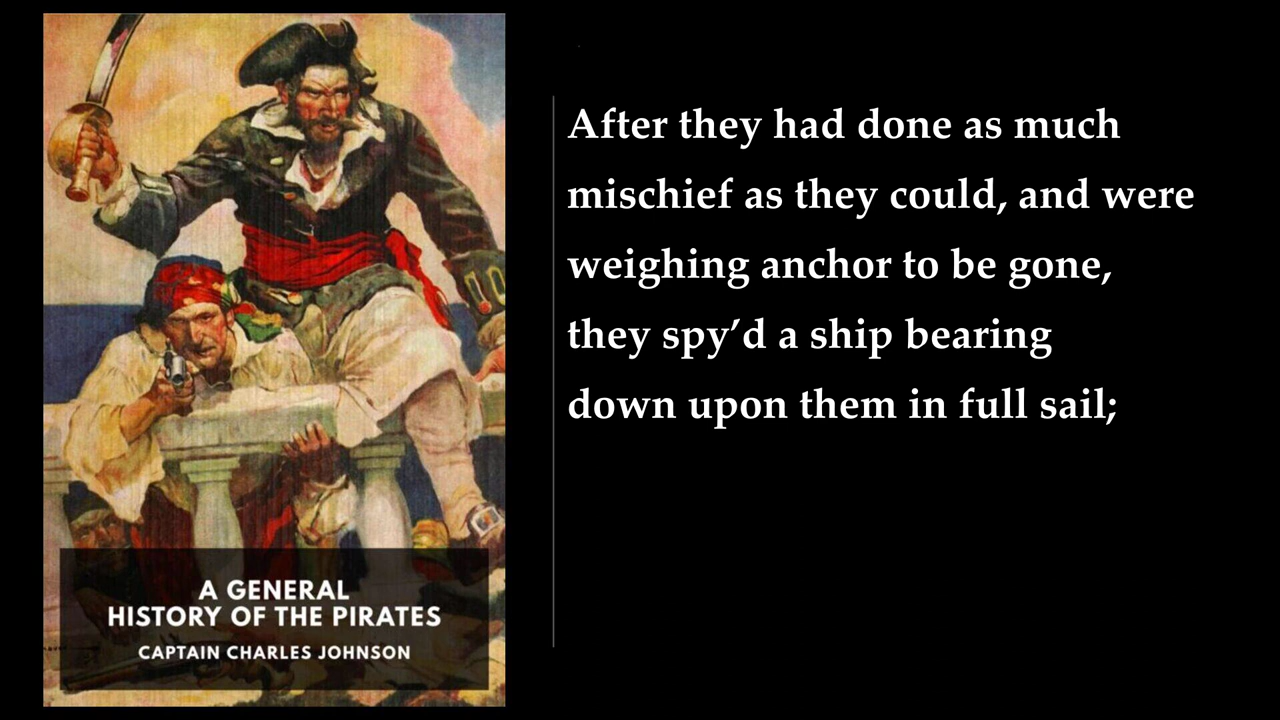 After they had done as much
mischief as they could, and were
weighing anchor to be gone,
they spy’d a ship bearing
down upon them in full sail;
A GENERAL
HISTORY OF THE PIRATES
CAPTAIN CHARLES JOHNSON